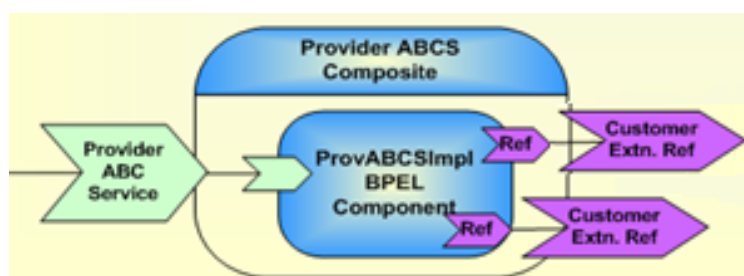 Provider ABCS
Composite
Provider
ABC
Service
ProvABCSImpl
BPEL
Component
Ref
Customer
Extn. Ref
Ref
Customer
Extn. Ref